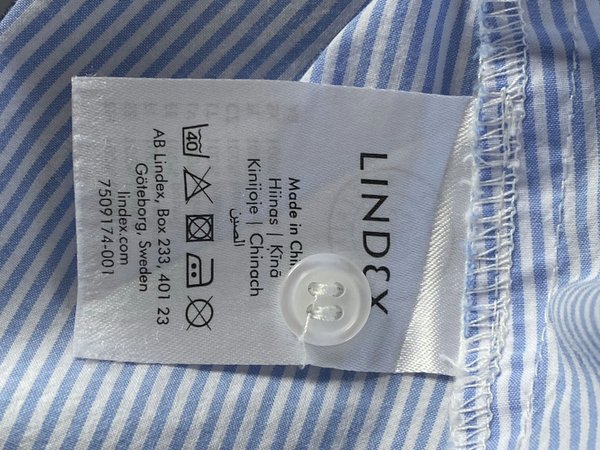 LINDEX
Made in Chi
Hiinas | Kīnā
Kinijoje | Chinach
الصين
40
AB Lindex, Box 233, 401 23
Göteborg, Sweden
lindex.com
7509174-001